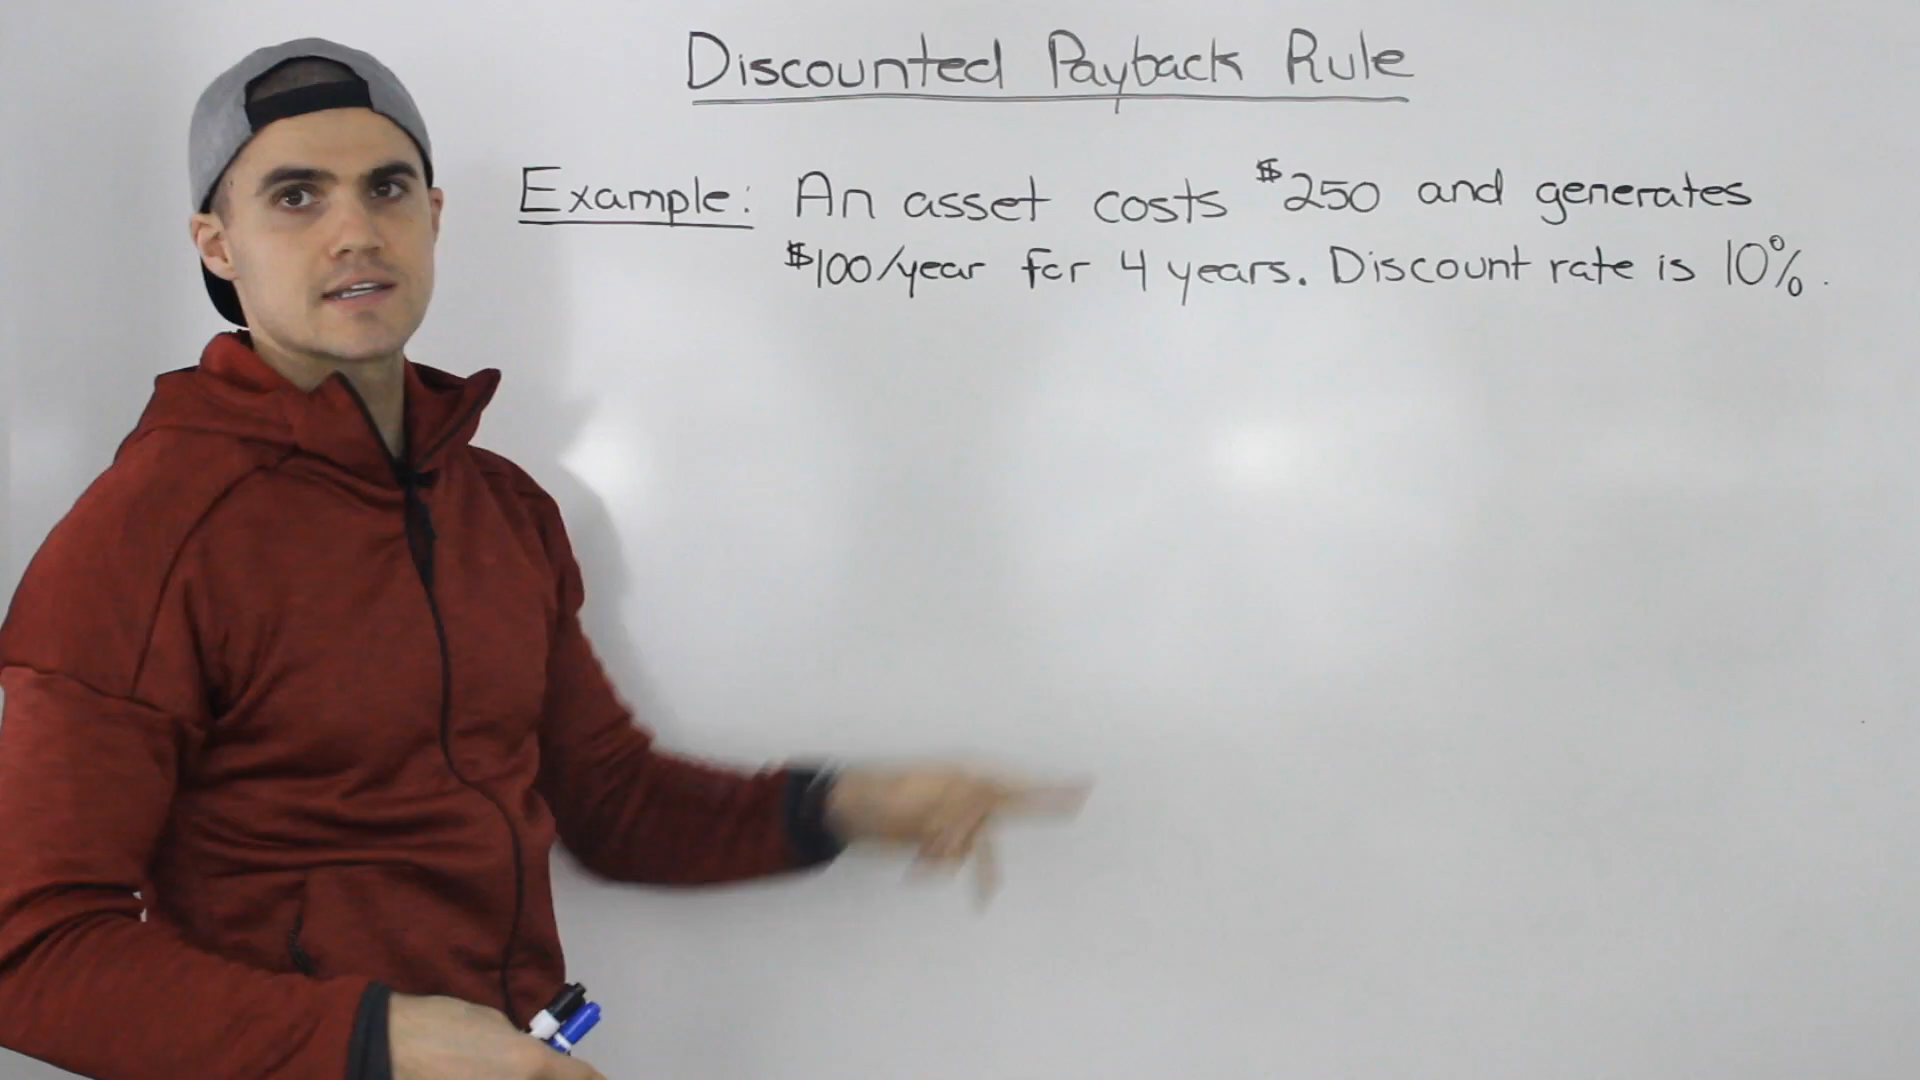 Discounted Payback Rule
Example: An asset costs $250 and generates
$100/year for 4 years. Discount rate is 10%.